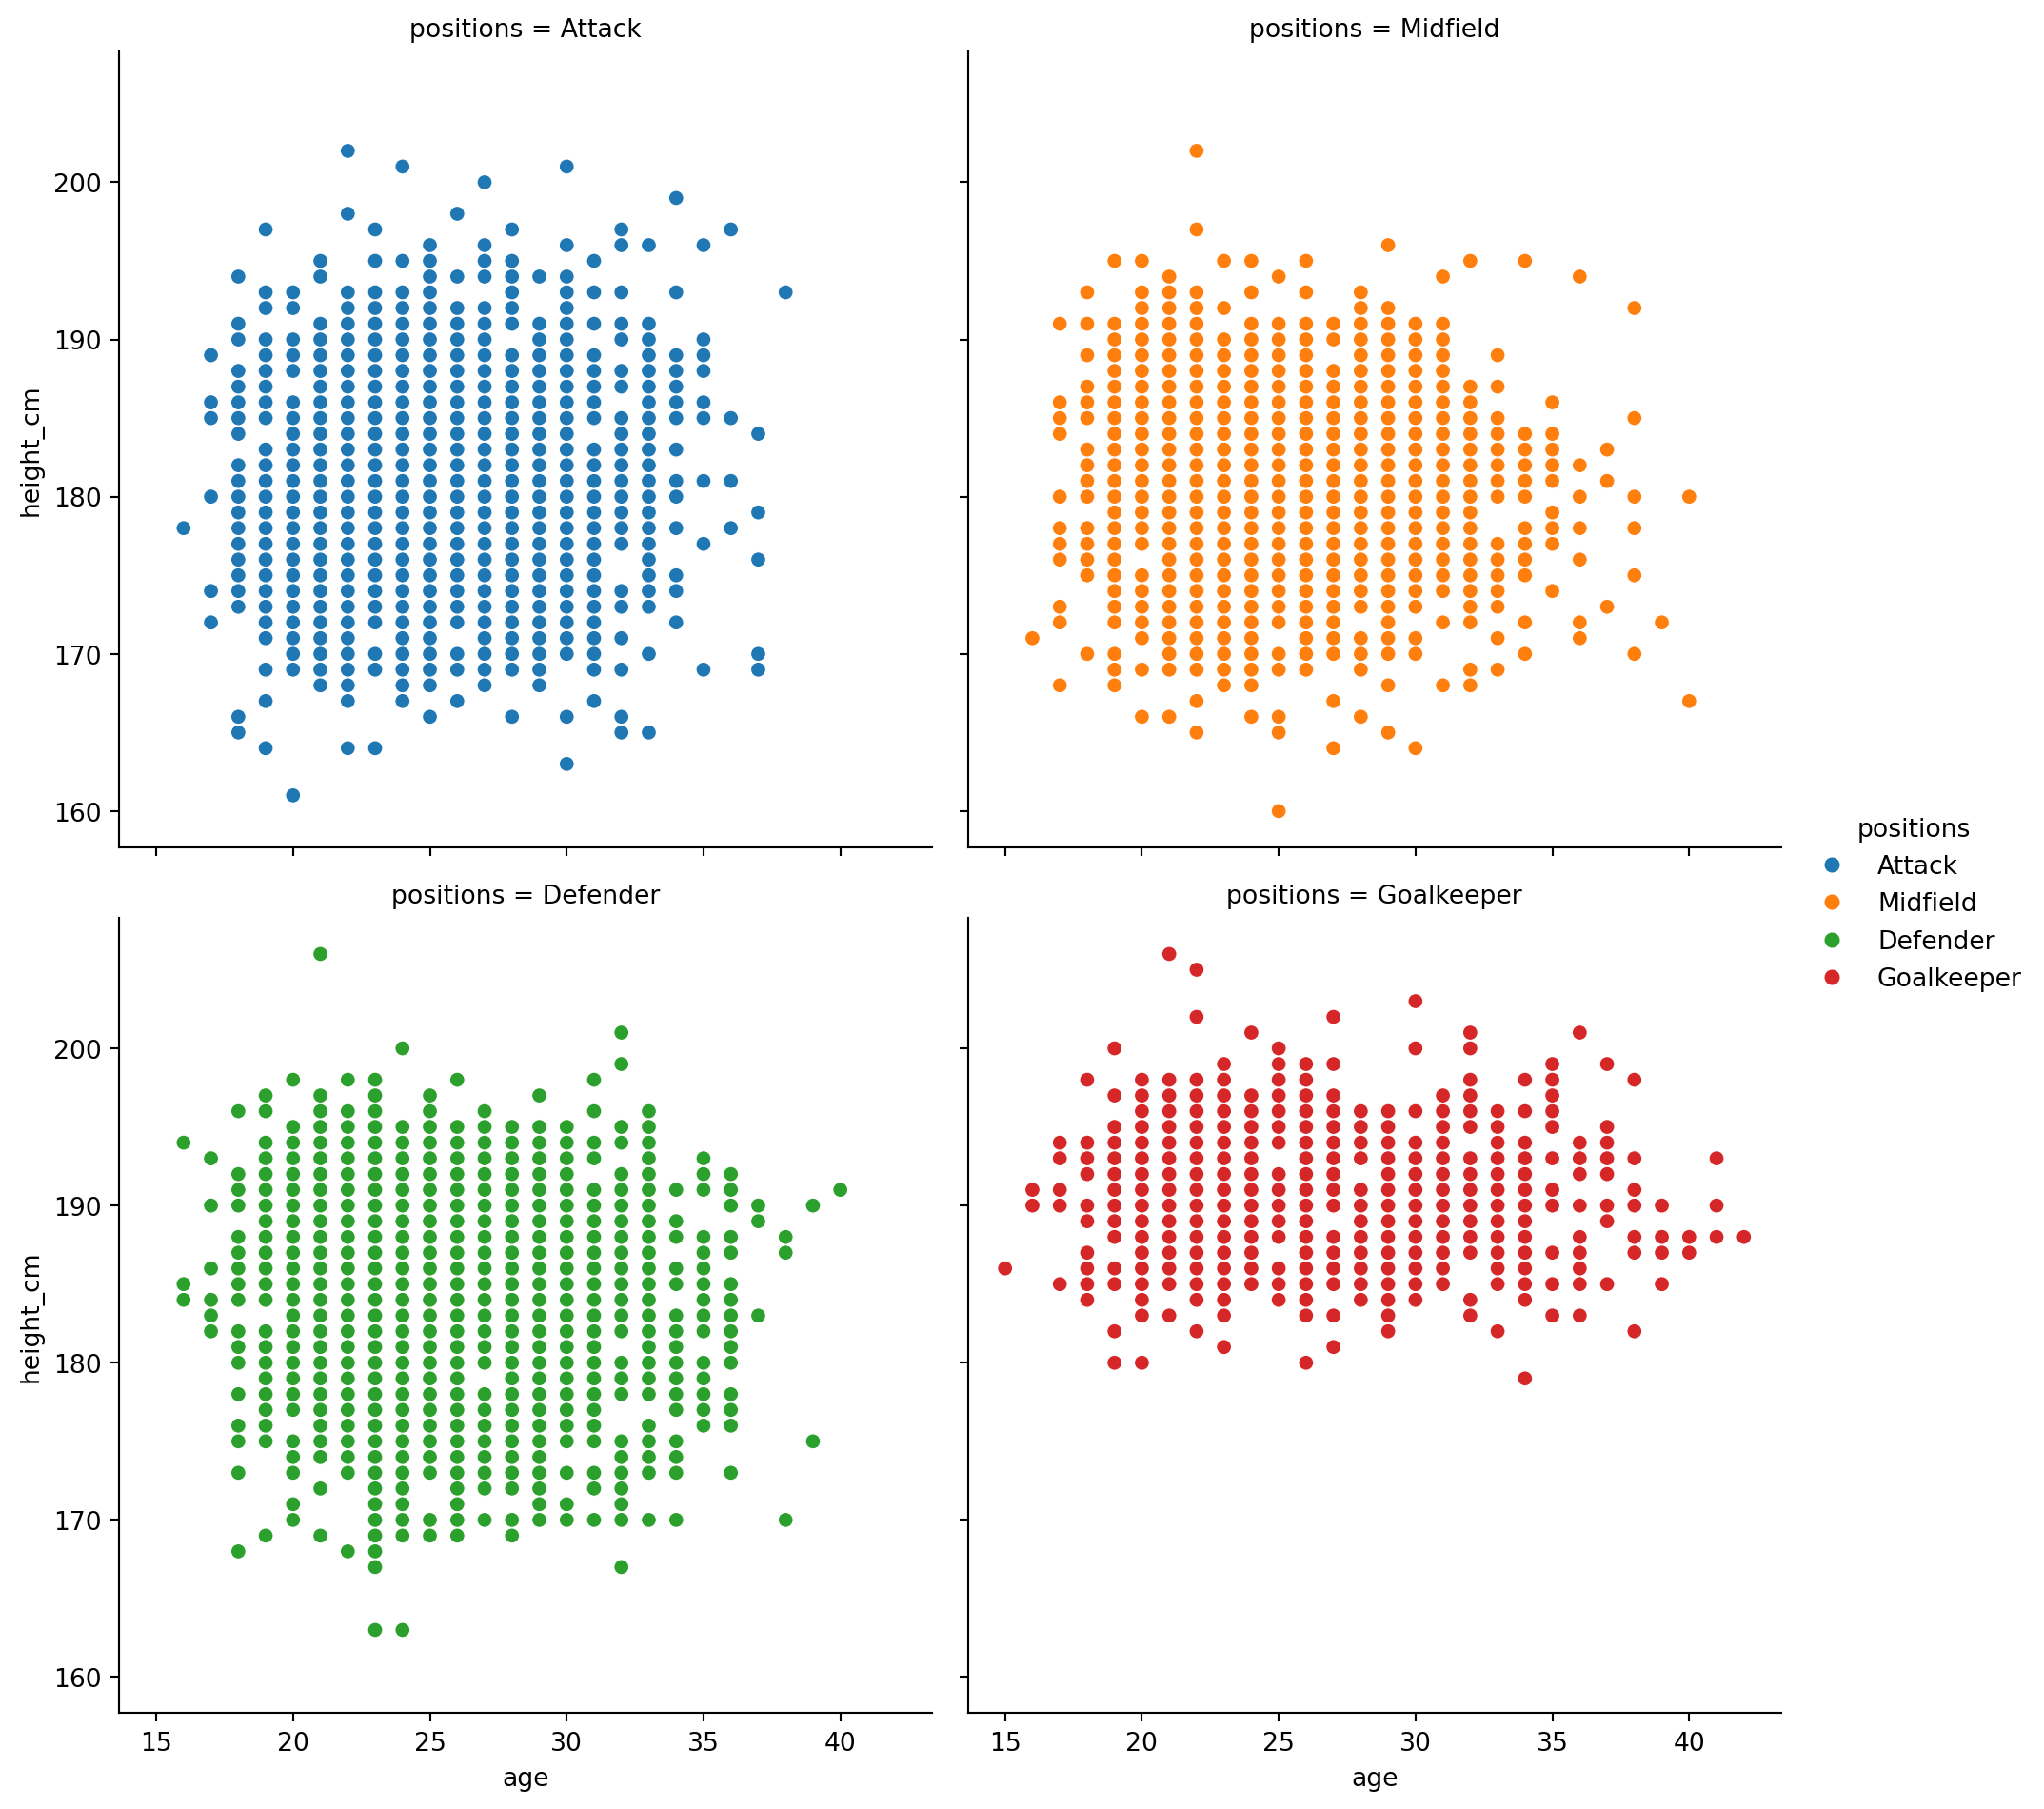 positions = Attack
positions = Midfield
height_cm
200
190
180
170
160
positions
Attack
Midfield
Defender
Goalkeeper
positions = Defender
positions = Goalkeeper
height_cm
200
190
180
170
160
15 20 25 30 35 40
age
15 20 25 30 35 40
age